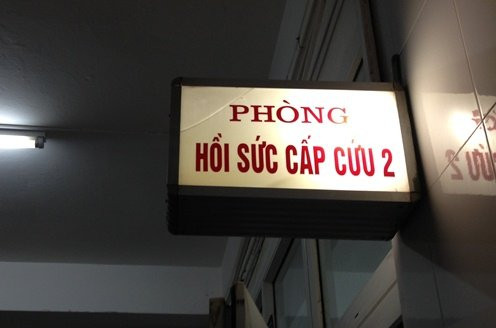 PHÒNG
HỒI SỨC CẤP CỨU 2